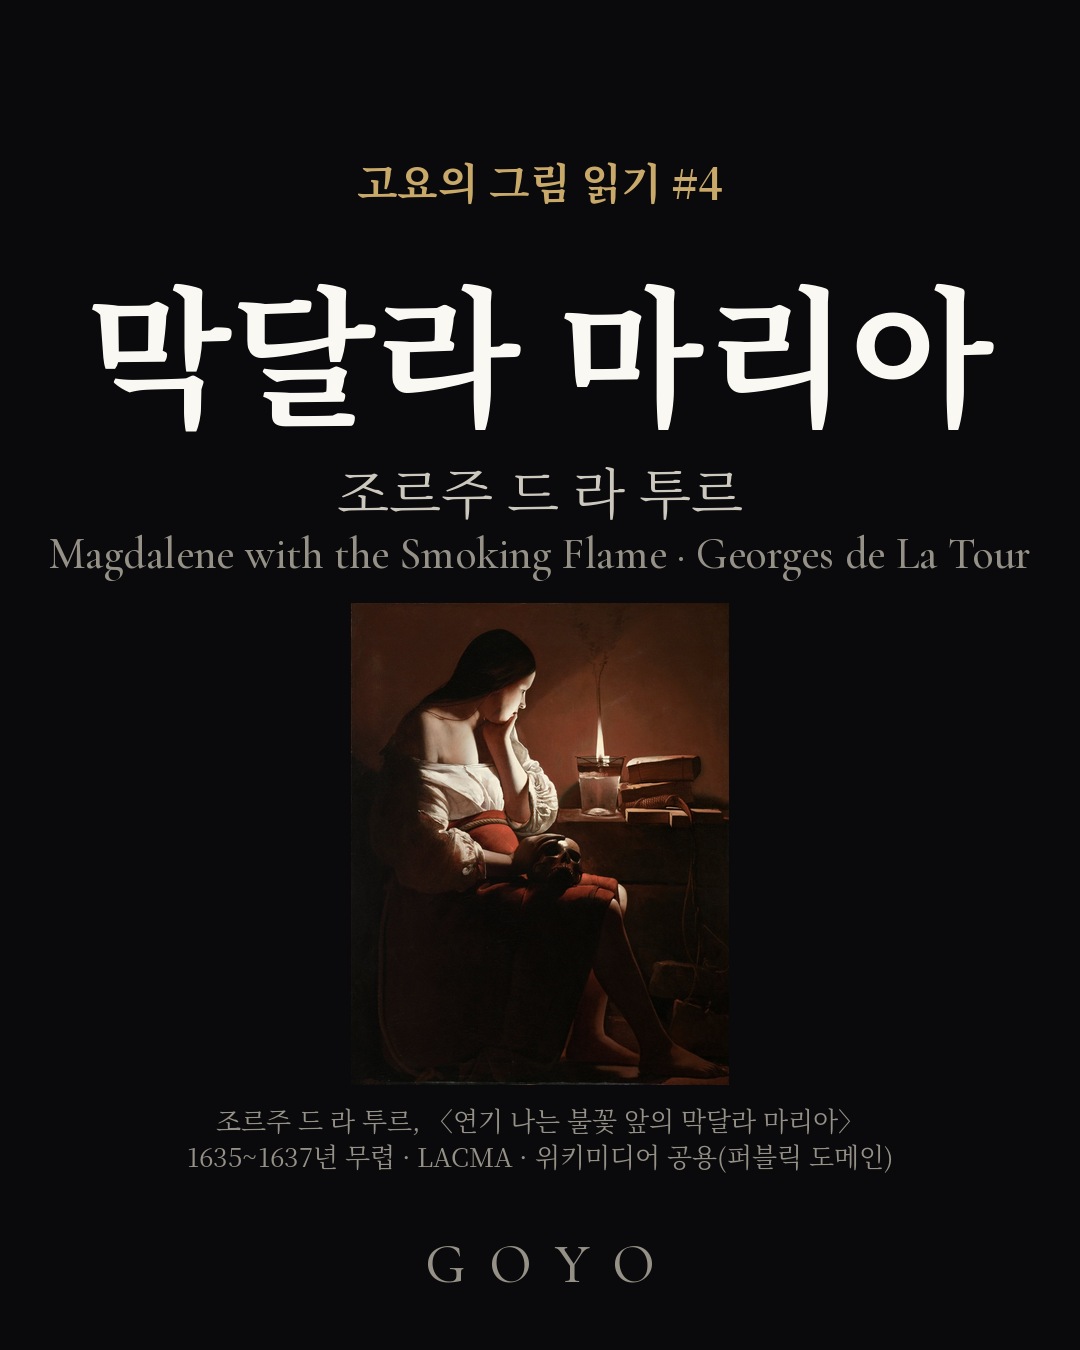 고요의 그림 읽기 #4
막달라 마리아
조르주 드 라 투르
Magdalene with the Smoking Flame · Georges de La Tour
조르주 드 라 투르, 〈연기 나는 불꽃 앞의 막달라 마리아〉
1635~1637년 무렵 · LACMA · 위키미디어 공용(퍼블릭 도메인)
GOYO